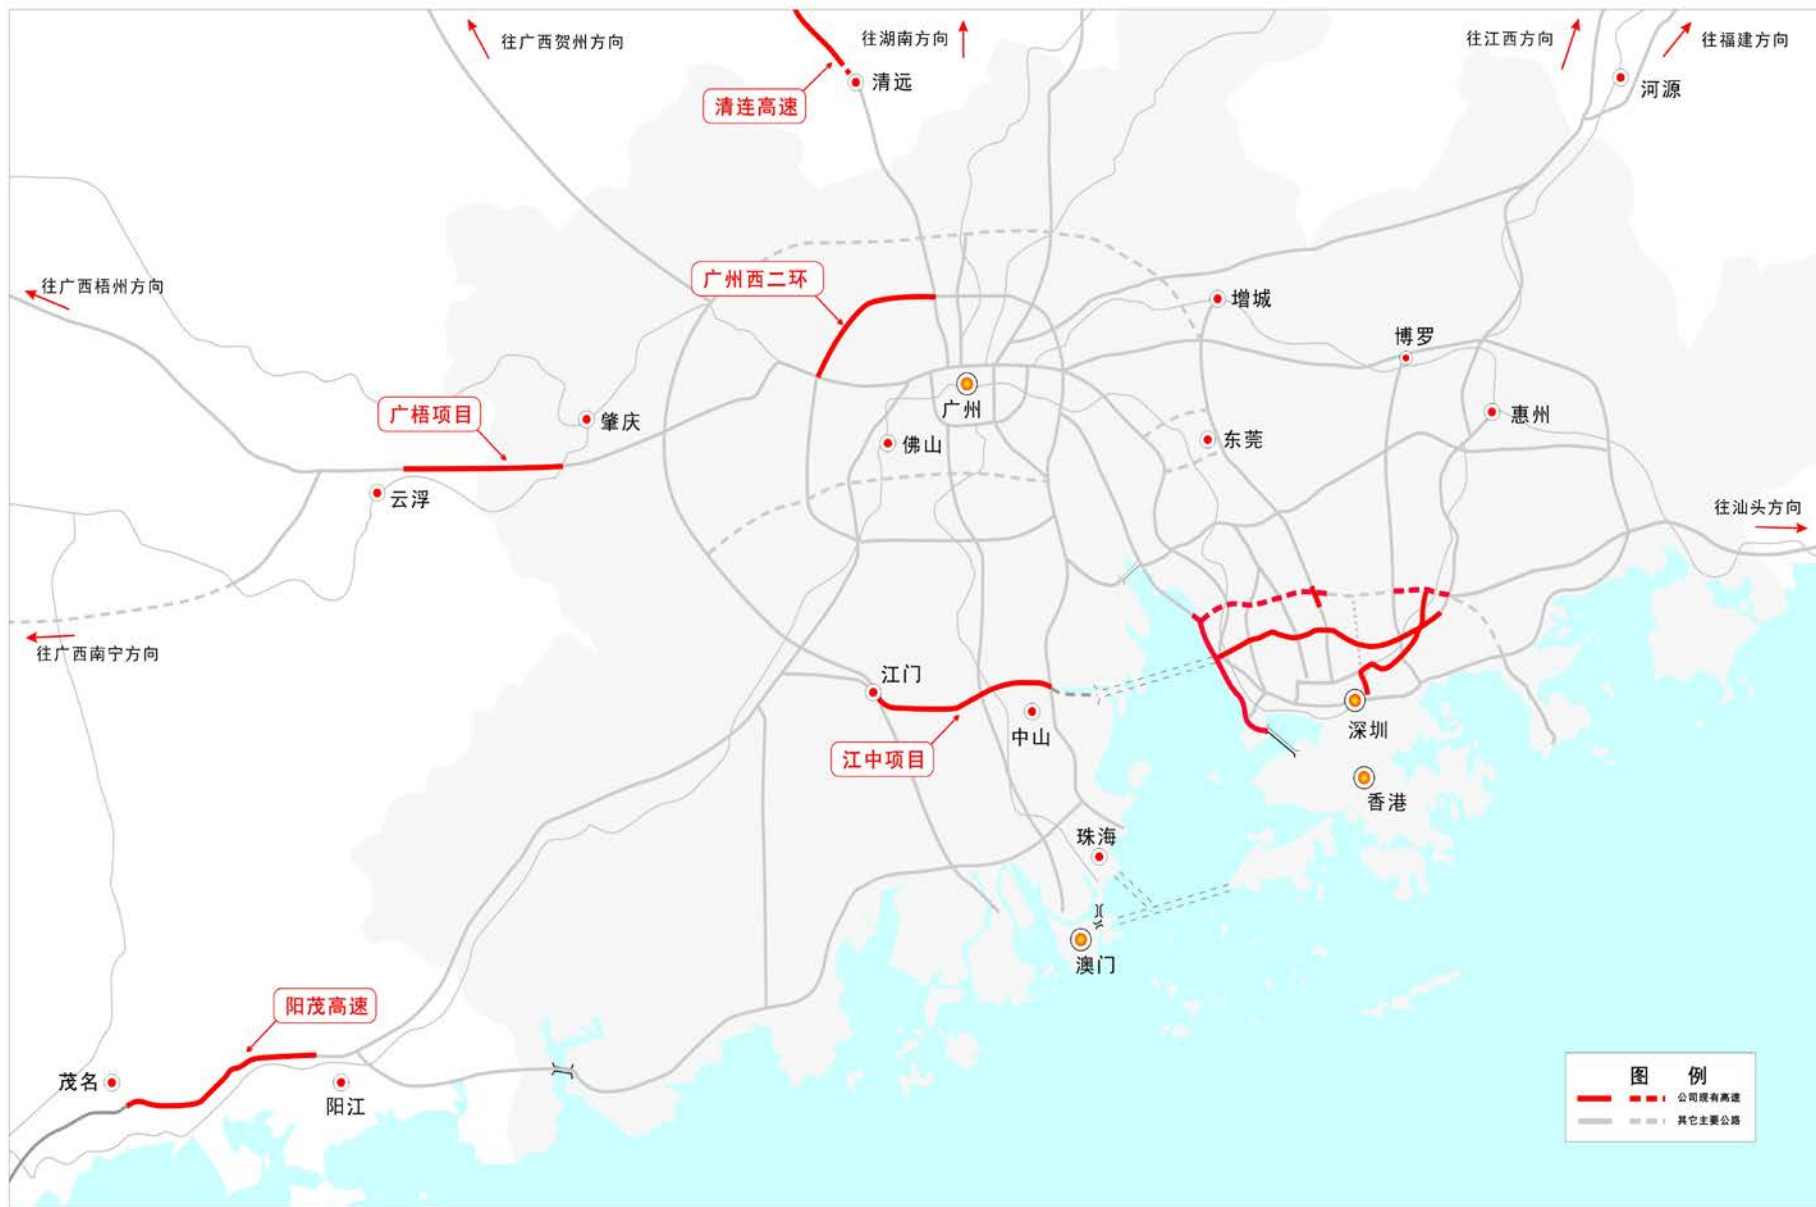 往广西贺州方向
往湖南方向
往江西方向
往福建方向
清远
河源
清连高速
广州西二环
往广西梧州方向
增城
博罗
广梧项目
肇庆
广州
惠州
佛山
东莞
云浮
往汕头方向
往广西南宁方向
江门
中山
深圳
江中项目
香港
珠海
澳门
阳茂高速
茂名
阳江
图 例
公司现有高速
其它主要公路